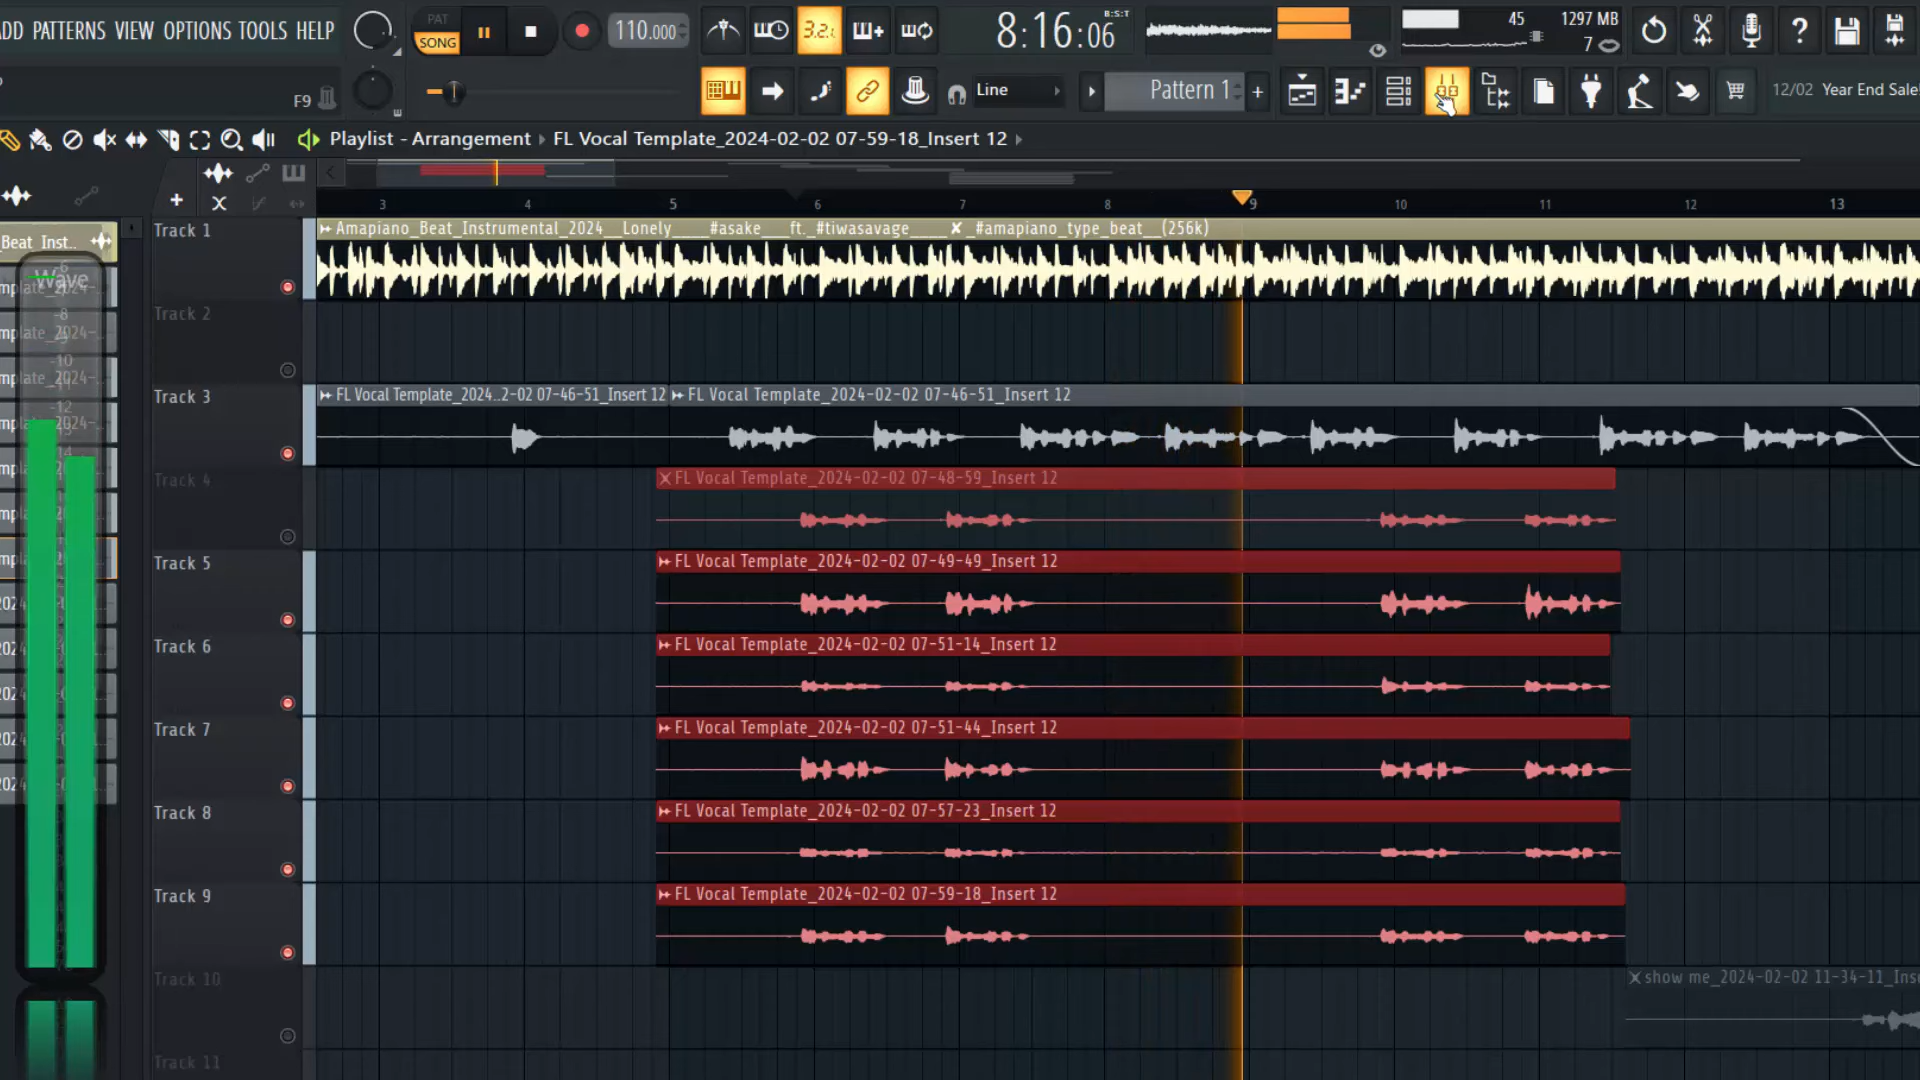 ADD PATTERNS VIEW OPTIONS TOOLS HELP
PAT
SONG
110.000
3.2.
8:16:06
B:S:T
45
1297 MB
7
F9
Line
Pattern 1
12/02 Year End Sale
Playlist - Arrangement FL Vocal Template_2024-02-02 07-59-18_Insert 12
3 4 5 6 7 8 9 10 11 12 13
Track 1
Amapiano_Beat_Instrumental_2024__Lonely____#asake___ft._#tiwasavage____✘_#amapiano_type_beat__(256k)
Beat_Inst..
Wave
Track 2
Track 3
FL Vocal Template_2024..2-02 07-46-51_Insert 12
FL Vocal Template_2024-02-02 07-46-51_Insert 12
Track 4
FL Vocal Template_2024-02-02 07-48-59_Insert 12
Track 5
FL Vocal Template_2024-02-02 07-49-49_Insert 12
Track 6
FL Vocal Template_2024-02-02 07-51-14_Insert 12
Track 7
FL Vocal Template_2024-02-02 07-51-44_Insert 12
Track 8
FL Vocal Template_2024-02-02 07-57-23_Insert 12
Track 9
FL Vocal Template_2024-02-02 07-59-18_Insert 12
Track 10
show me_2024-02-02 11-34-11_Inse
Track 11